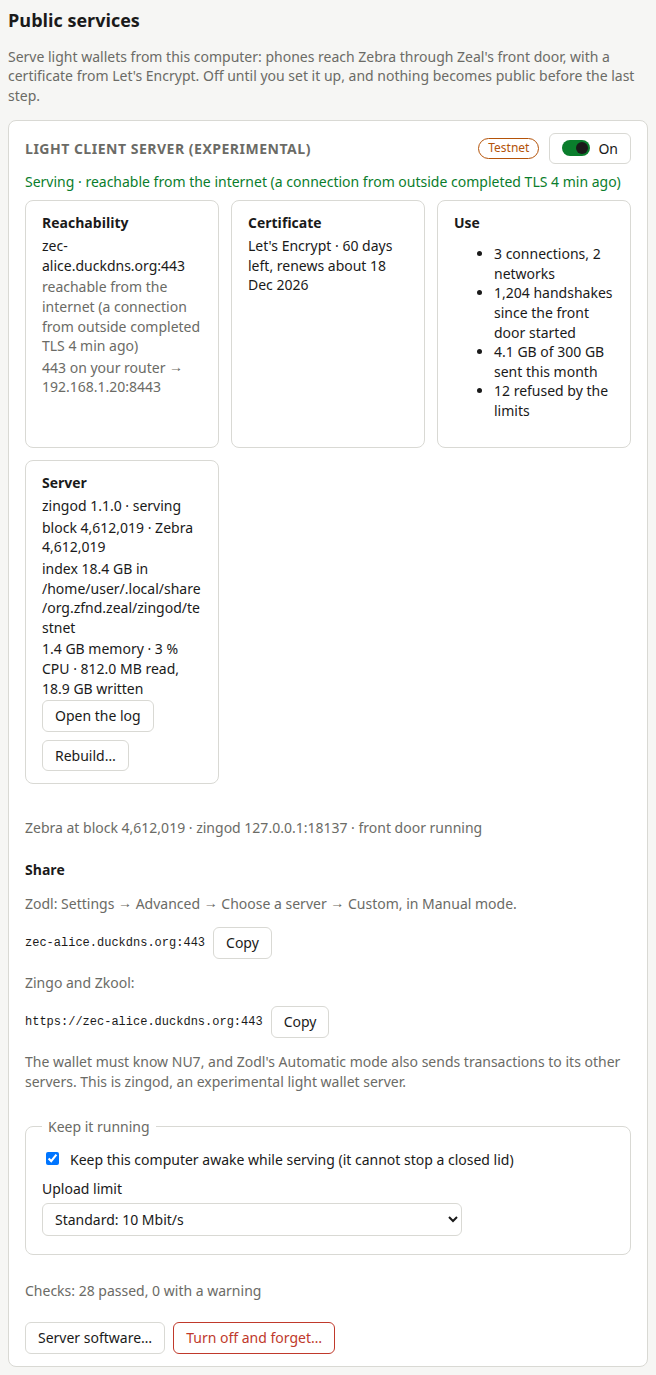 Public services
Serve light wallets from this computer: phones reach Zebra through Zeal's front door, with a
certificate from Let's Encrypt. Off until you set it up, and nothing becomes public before the last
step.
LIGHT CLIENT SERVER (EXPERIMENTAL)
Testnet
On
Serving · reachable from the internet (a connection from outside completed TLS 4 min ago)
Reachability
zec-
alice.duckdns.org:443
reachable from the
internet (a connection
from outside completed
TLS 4 min ago)
443 on your router →
192.168.1.20:8443
Certificate
Let's Encrypt · 60 days
left, renews about 18
Dec 2026
Use
• 3 connections, 2
networks
• 1,204 handshakes
since the front
door started
• 4.1 GB of 300 GB
sent this month
• 12 refused by the
limits
Server
zingod 1.1.0 · serving
block 4,612,019 · Zebra
4,612,019
index 18.4 GB in
/home/user/.local/share
/org.zfnd.zeal/zingod/te
stnet
1.4 GB memory · 3 %
CPU · 812.0 MB read,
18.9 GB written
Open the log
Rebuild...
Zebra at block 4,612,019 · zingod 127.0.0.1:18137 · front door running
Share
Zodl: Settings → Advanced → Choose a server → Custom, in Manual mode.
zec-alice.duckdns.org:443
Copy
Zingo and Zkool:
https://zec-alice.duckdns.org:443
Copy
The wallet must know NU7, and Zodl's Automatic mode also sends transactions to its other
servers. This is zingod, an experimental light wallet server.
Keep it running
Keep this computer awake while serving (it cannot stop a closed lid)
Upload limit
Standard: 10 Mbit/s
Checks: 28 passed, 0 with a warning
Server software...
Turn off and forget...